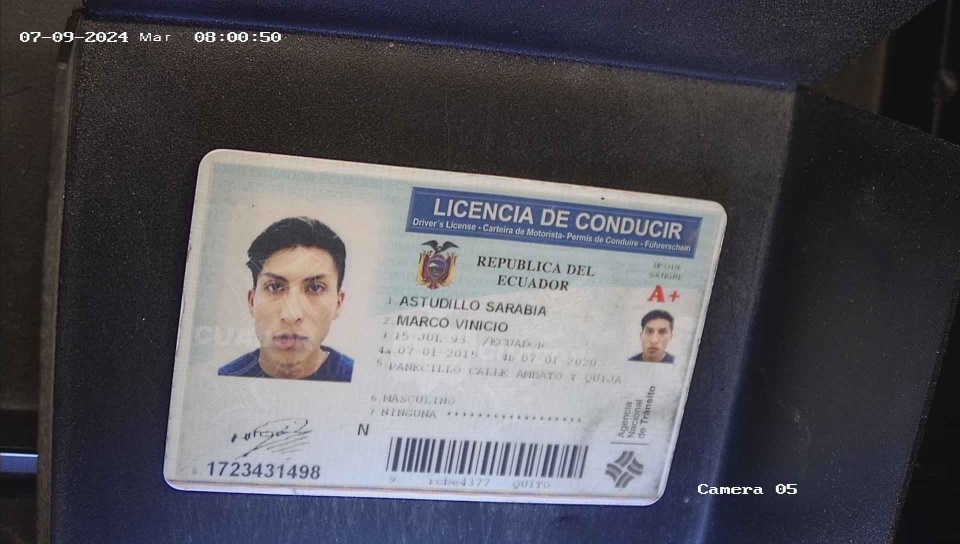 07-09-2024 Mar 08:00:50
LICENCIA DE CONDUCIR
Driver's License - Carteira de Motorista- Permis de Conduire - Führerschein
REPUBLICA DEL
ECUADOR
TIPO DE
SANGRE
A+
1 ASTUDILLO SARABIA
2 MARCO VINICIO
3 15 JUL 93 /ECUADOR
4a 07-01-2015 4b 07-01-2020
5 PANECILLO CALLE AMBATO Y QUIJA
6 MASCULINO
7 NINGUNA ******************
N
Agencia
Nacional
de Tránsito
8. 1723431498
9 rcbe4377 QUITO
Camera 05